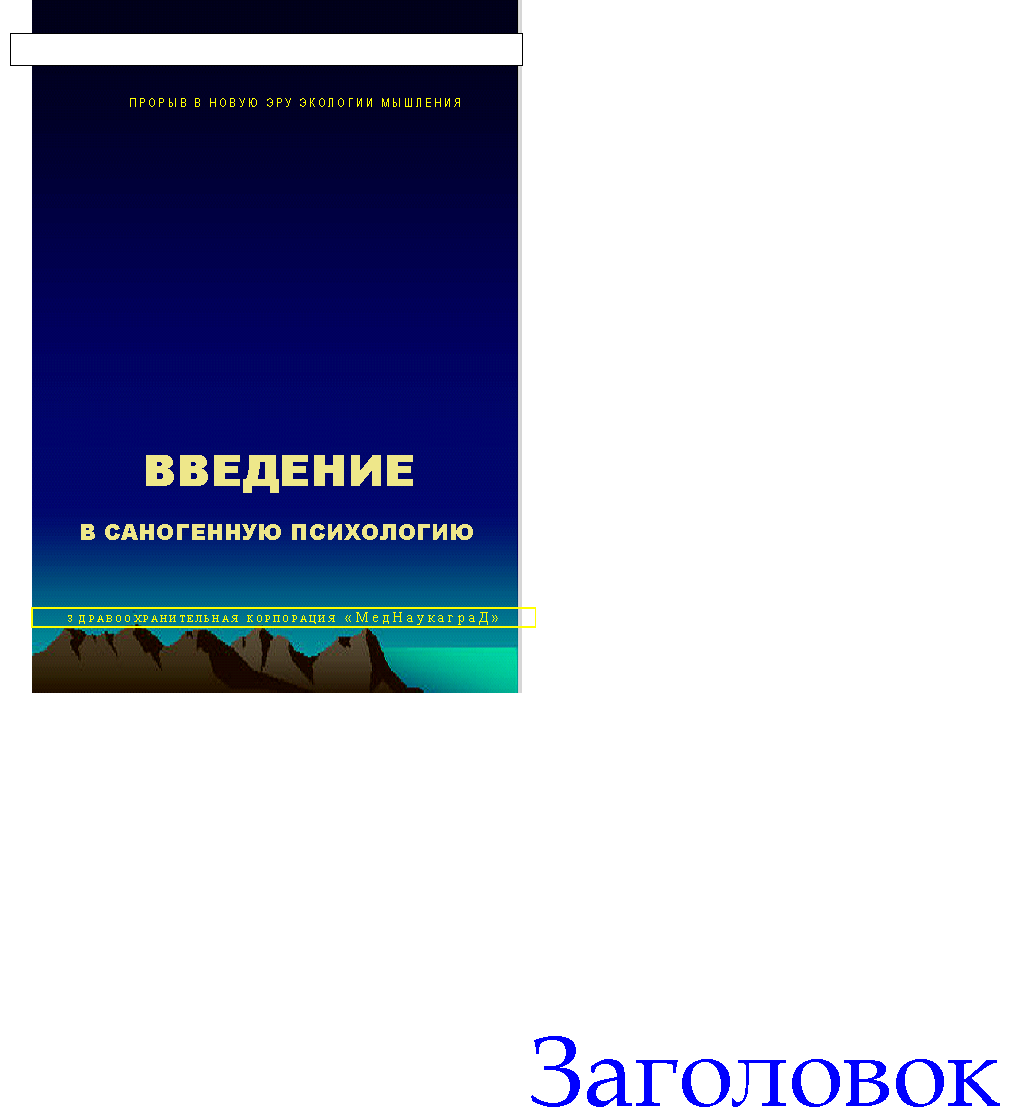 ПРОРЫВ В НОВУЮ ЭРУ ЭКОЛОГИИ МЫШЛЕНИЯ
ВВЕДЕНИЕ
В САНОГЕННУЮ ПСИХОЛОГИЮ
ЗДРАВООХРАНИТЕЛЬНАЯ КОРПОРАЦИЯ «МедНаукаграД»
Заголовок